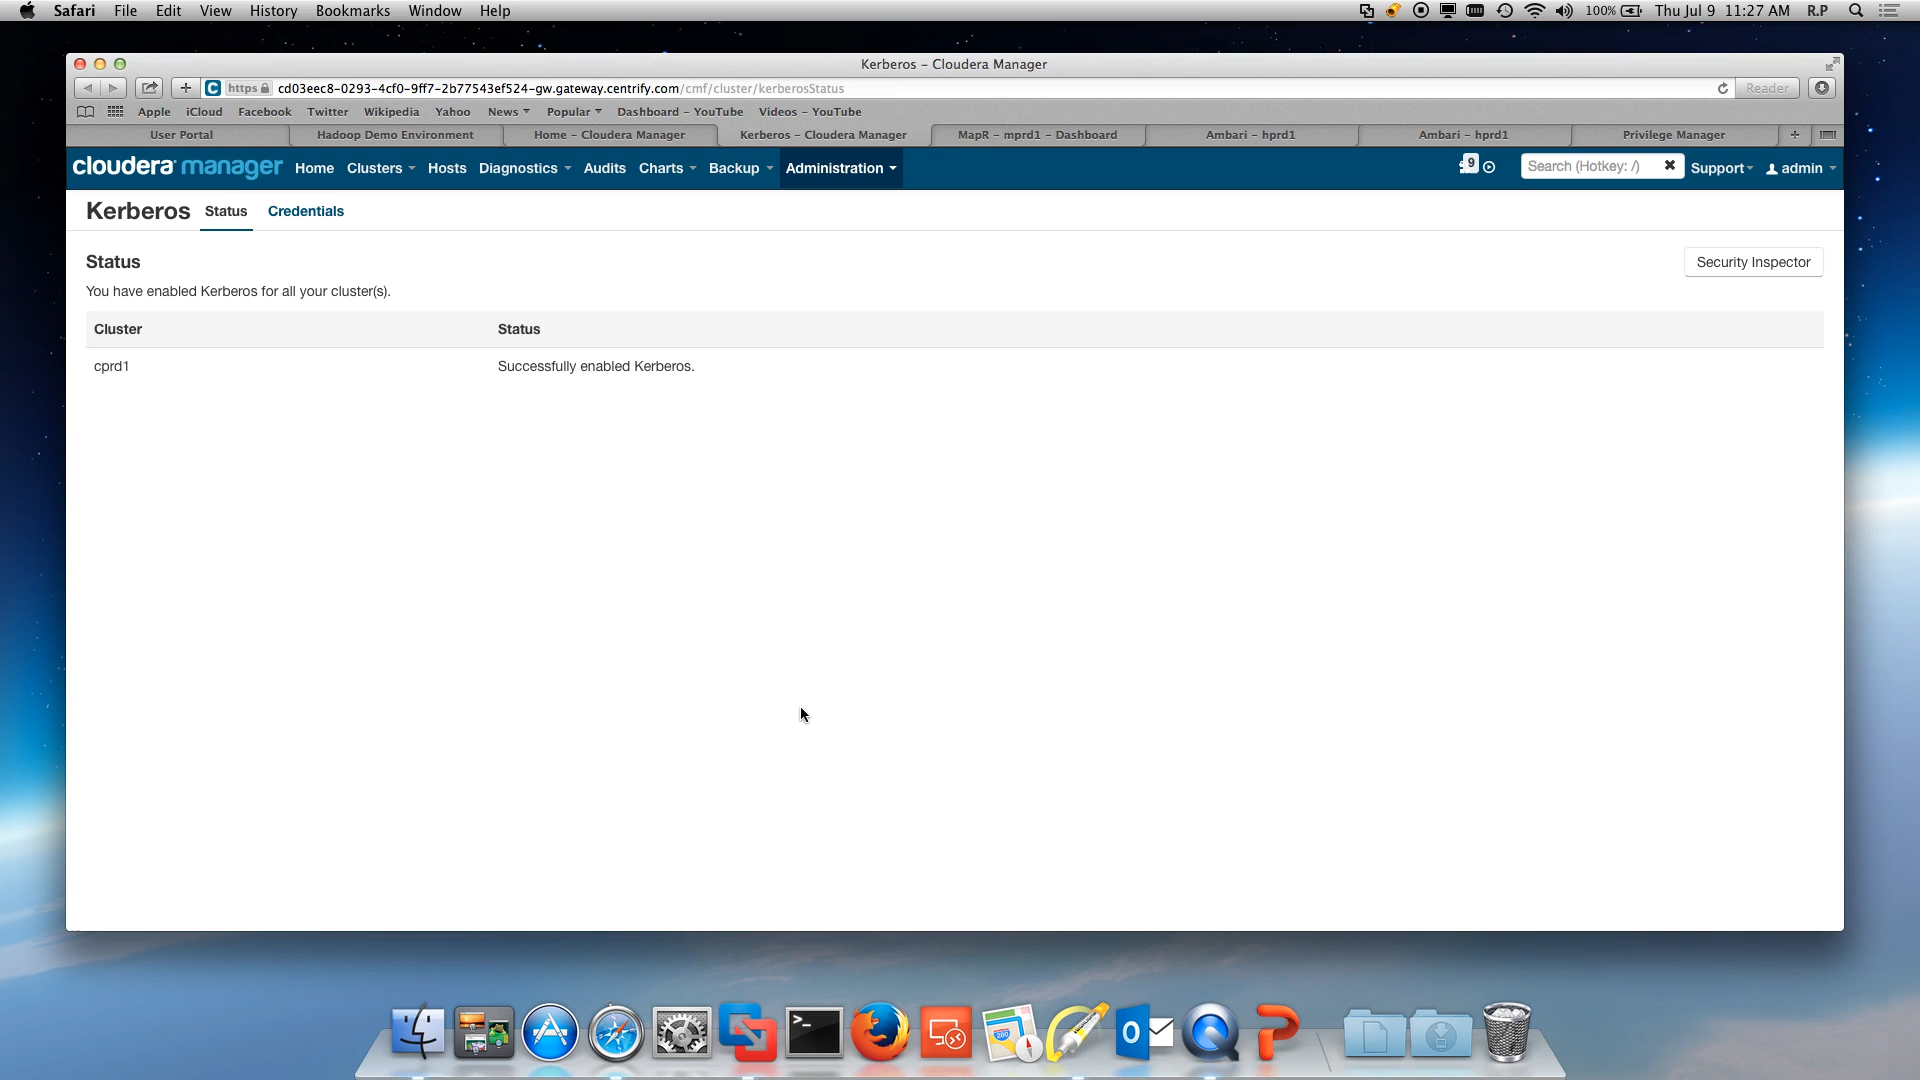 Safari File Edit View History Bookmarks Window Help 100% Thu Jul 9 11:27 AM R.P
Kerberos – Cloudera Manager
https cd03eec8-0293-4cf0-9ff7-2b77543ef524-gw.gateway.centrify.com/cmf/cluster/kerberosStatus Reader
Apple iCloud Facebook Twitter Wikipedia Yahoo News Popular Dashboard – YouTube Videos – YouTube
User Portal Hadoop Demo Environment Home – Cloudera Manager Kerberos – Cloudera Manager MapR – mprd1 – Dashboard Ambari – hprd1 Ambari – hprd1 Privilege Manager
cloudera manager Home Clusters Hosts Diagnostics Audits Charts Backup Administration 9 Search (Hotkey: /) Support admin
Kerberos Status Credentials
Status Security Inspector
You have enabled Kerberos for all your cluster(s).
Cluster Status
cprd1 Successfully enabled Kerberos.